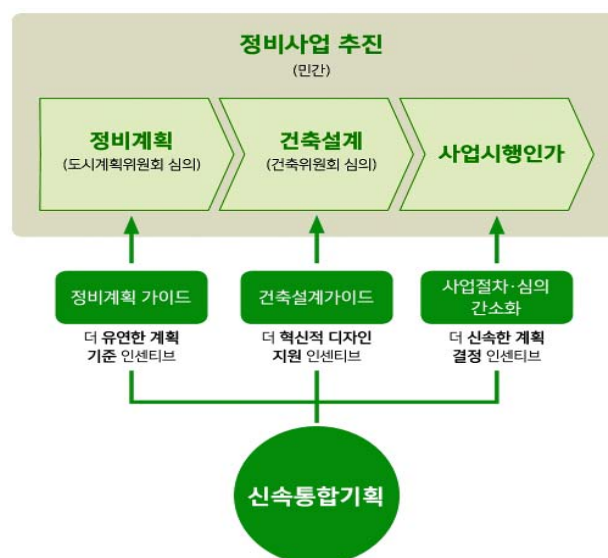 정비사업 추진
(민간)
정비계획
(도시계획위원회 심의)
건축설계
(건축위원회 심의)
사업시행인가
정비계획 가이드
건축설계가이드
사업절차·심의
간소화
더 유연한 계획
기준 인센티브
더 혁신적 디자인
지원 인센티브
더 신속한 계획
결정 인센티브
신속통합기획